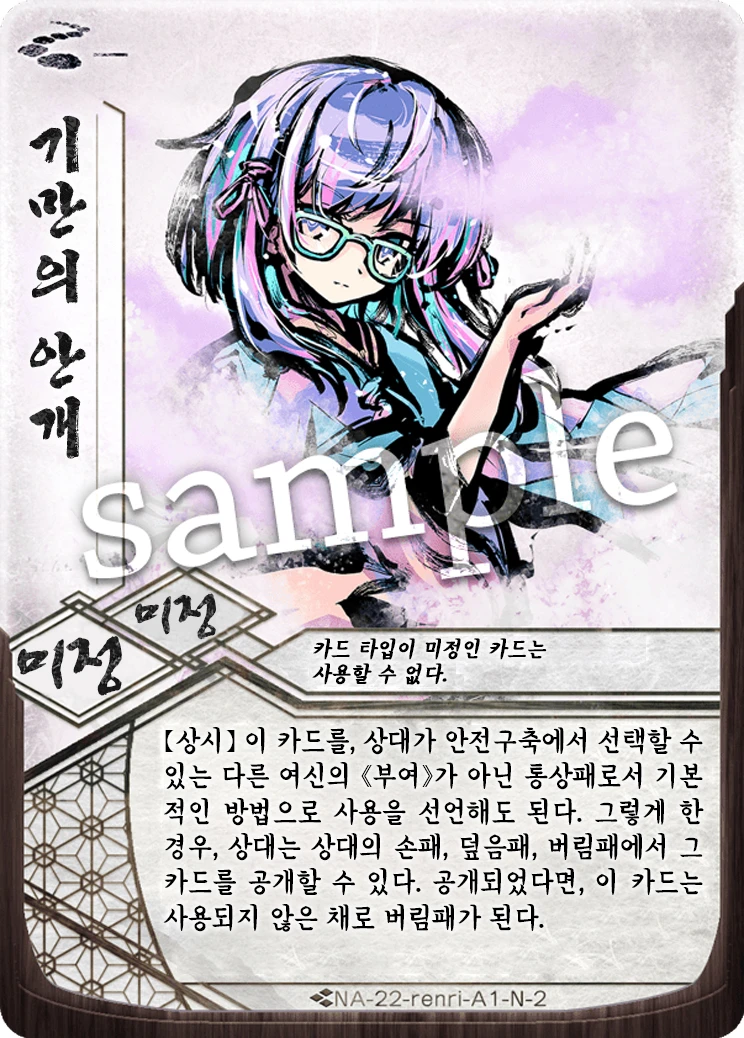 기만의 안개
sample
미정
미정
카드 타입이 미정인 카드는
사용할 수 없다.
【상시】 이 카드를, 상대가 안전구축에서 선택할 수
있는 다른 여신의 《부여》가 아닌 통상패로서 기본
적인 방법으로 사용을 선언해도 된다. 그렇게 한
경우, 상대는 상대의 손패, 덮음패, 버림패에서 그
카드를 공개할 수 있다. 공개되었다면, 이 카드는
사용되지 않은 채로 버림패가 된다.
NA-22-renri-A1-N-2